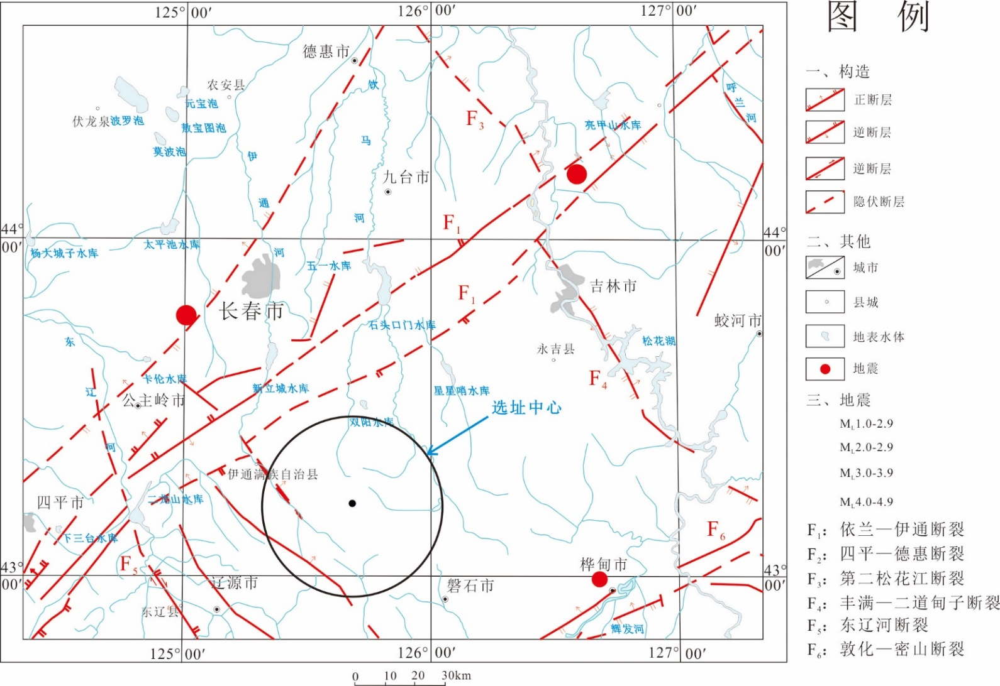 125°00′
126°00′
127°00′
德惠市
农安县
元宝泡
伏龙泉
波罗泡
敖宝图泡
莫波泡
饮
马
河
伊
通
河
九台市
F3
亮甲山水库
呼
兰
河
44°
00′
44°
00′
杨大城子水库
太平池水库
五一水库
F1
F1
长春市
吉林市
石头口门水库
蛟河市
松花湖
永吉县
东
辽
河
卡伦水库
公主岭市
新立城水库
星星哨水库
F4
选址中心
双阳水库
伊通满族自治县
四平市
二龙山水库
下三台水库
F6
F5
43°
00′
43°
00′
辽源市
桦甸市
磐石市
东辽县
辉发河
125°00′
126°00′
127°00′
0 10 20 30km
图 例
一、构造
正断层
逆断层
逆断层
隐伏断层
二、其他
城市
县城
地表水体
地震
三、地震
ML1.0-2.9
ML2.0-2.9
ML3.0-3.9
ML4.0-4.9
F1：依兰—伊通断裂
F2：四平—德惠断裂
F3：第二松花江断裂
F4：丰满—二道甸子断裂
F5：东辽河断裂
F6：敦化—密山断裂